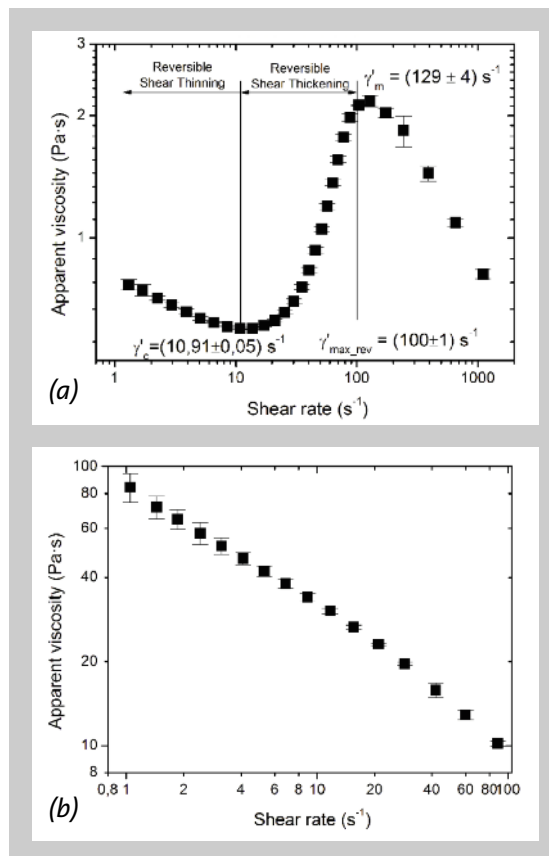 (a)
3
Reversible
Shear Thinning
Reversible
Shear Thickening
γ'm = (129 ± 4) s-1
2
1
Apparent viscosity (Pa·s)
γ'c=(10,91±0,05) s-1
γ'max_rev = (100±1) s-1
1 10 100 1000
Shear rate (s-1)
(b)
100
80
60
40
20
10
8
Apparent viscosity (Pa·s)
0,8 1 2 4 6 8 10 20 40 60 80 100
Shear rate (s-1)